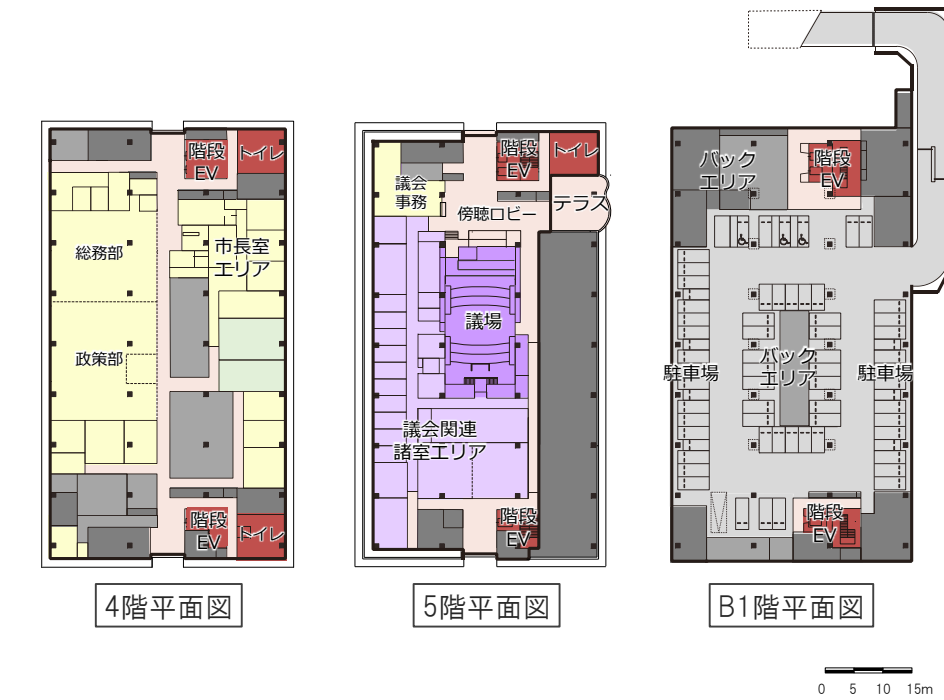 階段
EV
トイレ
総務部
市長室
エリア
政策部
階段
EV
トイレ
4階平面図
階段
EV
トイレ
議会
事務
傍聴ロビー
テラス
議場
議会関連
諸室エリア
階段
EV
5階平面図
バック
エリア
階段
EV
駐車場
バック
エリア
駐車場
階段
EV
B1階平面図
0 5 10 15m